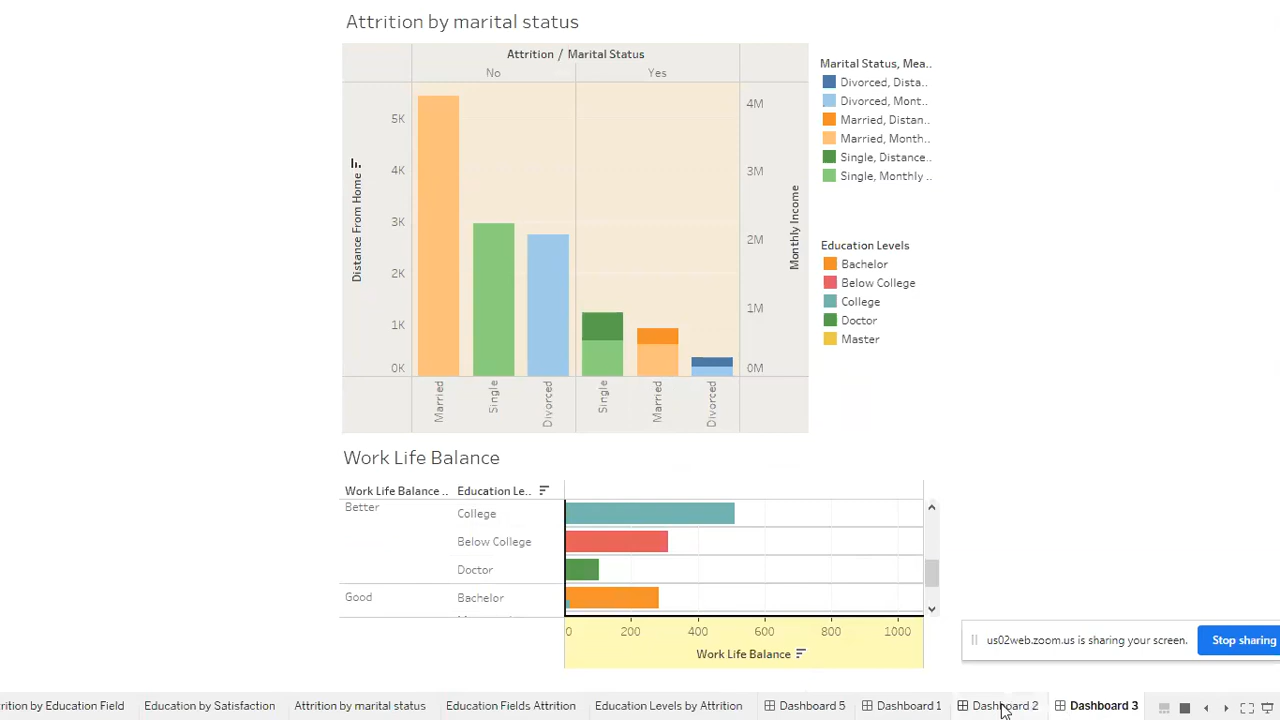 Attrition by marital status
Attrition / Marital Status
No
Yes
Distance From Home
5K
4K
3K
2K
1K
0K
4M
3M
2M
1M
0M
Monthly Income
Married
Single
Divorced
Single
Married
Divorced
Marital Status, Mea..
Divorced, Dista..
Divorced, Mont..
Married, Distan..
Married, Month..
Single, Distance..
Single, Monthly ..
Education Levels
Bachelor
Below College
College
Doctor
Master
Work Life Balance
Work Life Balance .. Education Le..
Better
College
Below College
Doctor
Good Bachelor
0 200 400 600 800 1000
Work Life Balance
us02web.zoom.us is sharing your screen. Stop sharing
rition by Education Field Education by Satisfaction Attrition by marital status Education Fields Attrition Education Levels by Attrition Dashboard 5 Dashboard 1 Dashboard 2 Dashboard 3